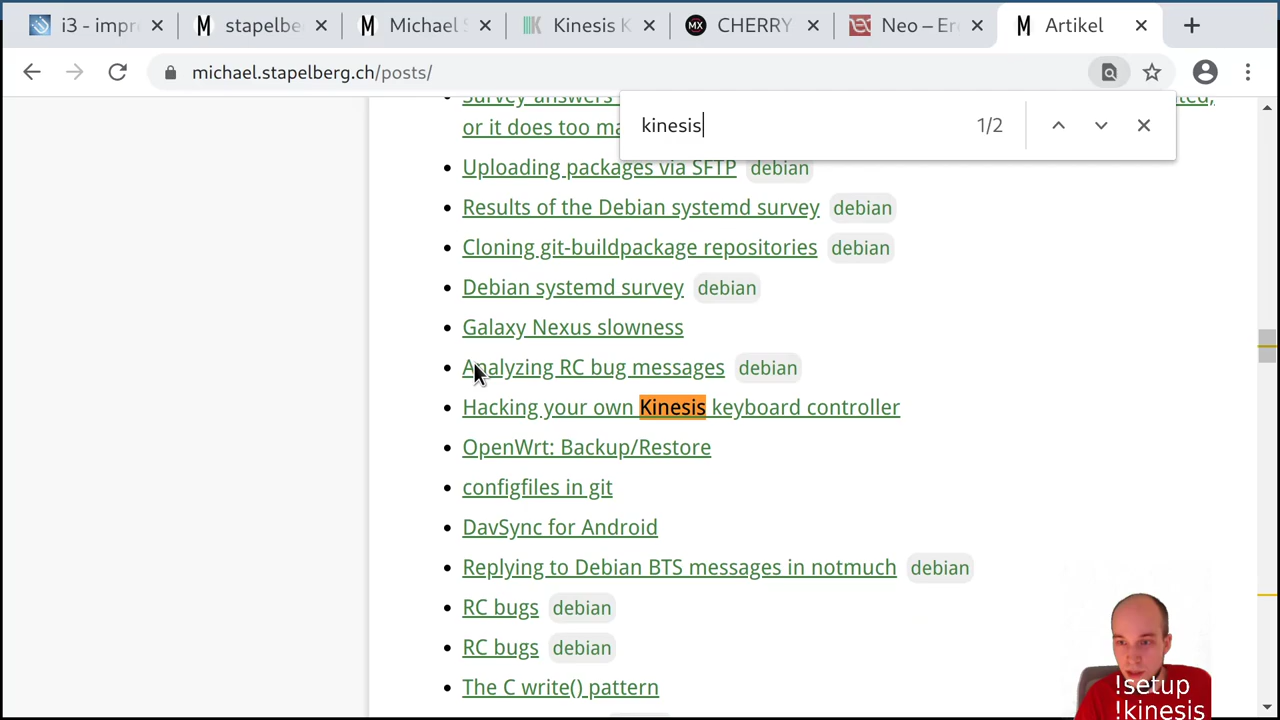 i3 - impr
stapelbe
Michael S
Kinesis K
MX
CHERRY
Neo – Erg
Artikel
michael.stapelberg.ch/posts/
kinesis
1/2
Survey answers
or it does too ma
Uploading packages via SFTP debian
Results of the Debian systemd survey debian
Cloning git-buildpackage repositories debian
Debian systemd survey debian
Galaxy Nexus slowness
Analyzing RC bug messages debian
Hacking your own Kinesis keyboard controller
OpenWrt: Backup/Restore
configfiles in git
DavSync for Android
Replying to Debian BTS messages in notmuch debian
RC bugs debian
RC bugs debian
The C write() pattern
!setup
!kinesis